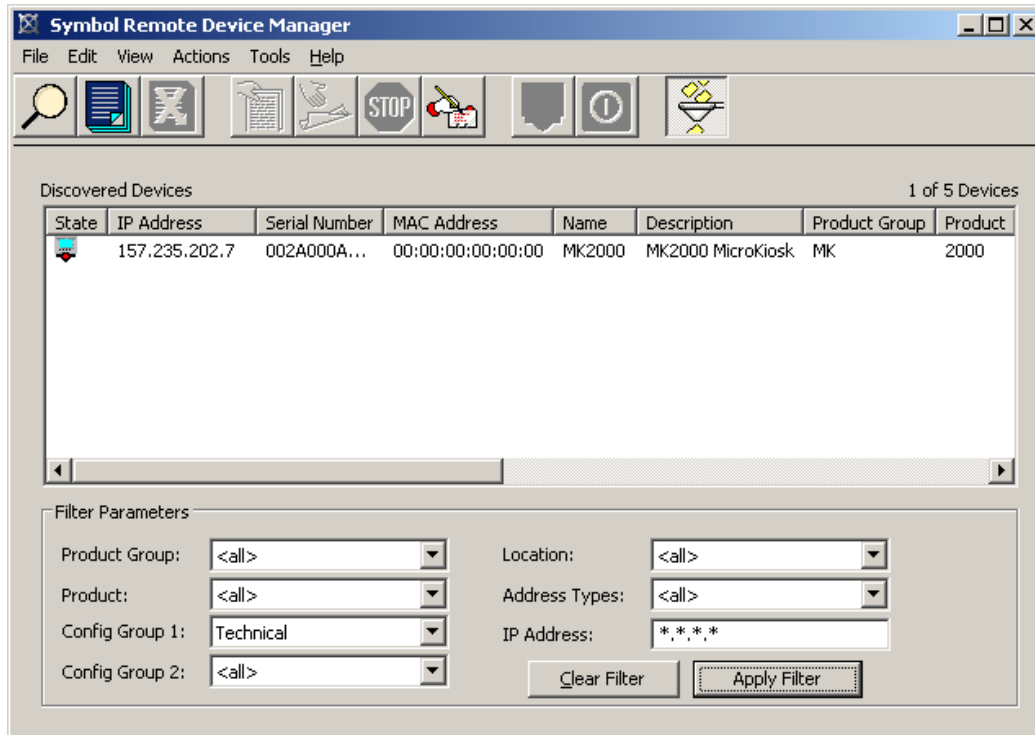 Symbol Remote Device Manager
File Edit View Actions Tools Help
STOP
Discovered Devices 1 of 5 Devices
State IP Address Serial Number MAC Address Name Description Product Group Product
157.235.202.7 002A000A... 00:00:00:00:00:00 MK2000 MK2000 MicroKiosk MK 2000
Filter Parameters
Product Group: <all> Location: <all>
Product: <all> Address Types: <all>
Config Group 1: Technical IP Address: *.*.*.*
Config Group 2: <all> Clear Filter Apply Filter